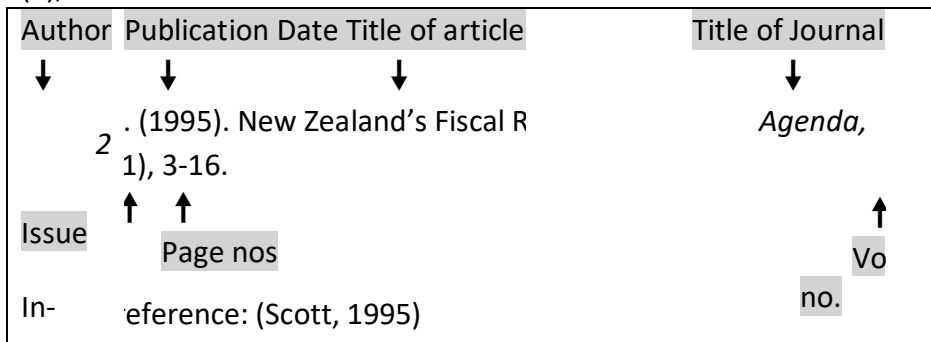 Author Publication Date Title of article Title of Journal
. (1995). New Zealand's Fiscal R Agenda,
2 1), 3-16.
Issue
Page nos
Vo
no.
In- eference: (Scott, 1995)